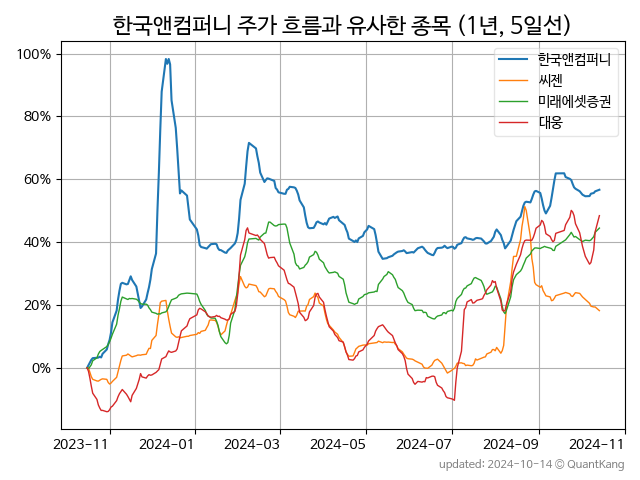 한국앤컴퍼니 주가 흐름과 유사한 종목 (1년, 5일선)
한국앤컴퍼니
씨젠
미래에셋증권
대웅
100%
80%
60%
40%
20%
0%
2023-11 2024-01 2024-03 2024-05 2024-07 2024-09 2024-11
updated: 2024-10-14 © QuantKang